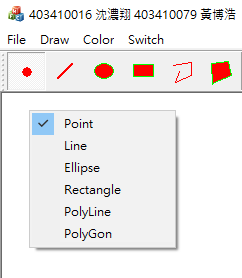 403410016 沈濃翔 403410079 黃博浩
File Draw Color Switch
Point
Line
Ellipse
Rectangle
PolyLine
PolyGon